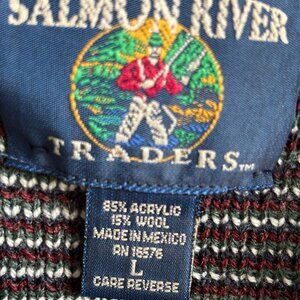 SALMON RIVER
TRADERS™
85% ACRYLIC
15% WOOL
MADE IN MEXICO
RN 16576
L
CARE REVERSE